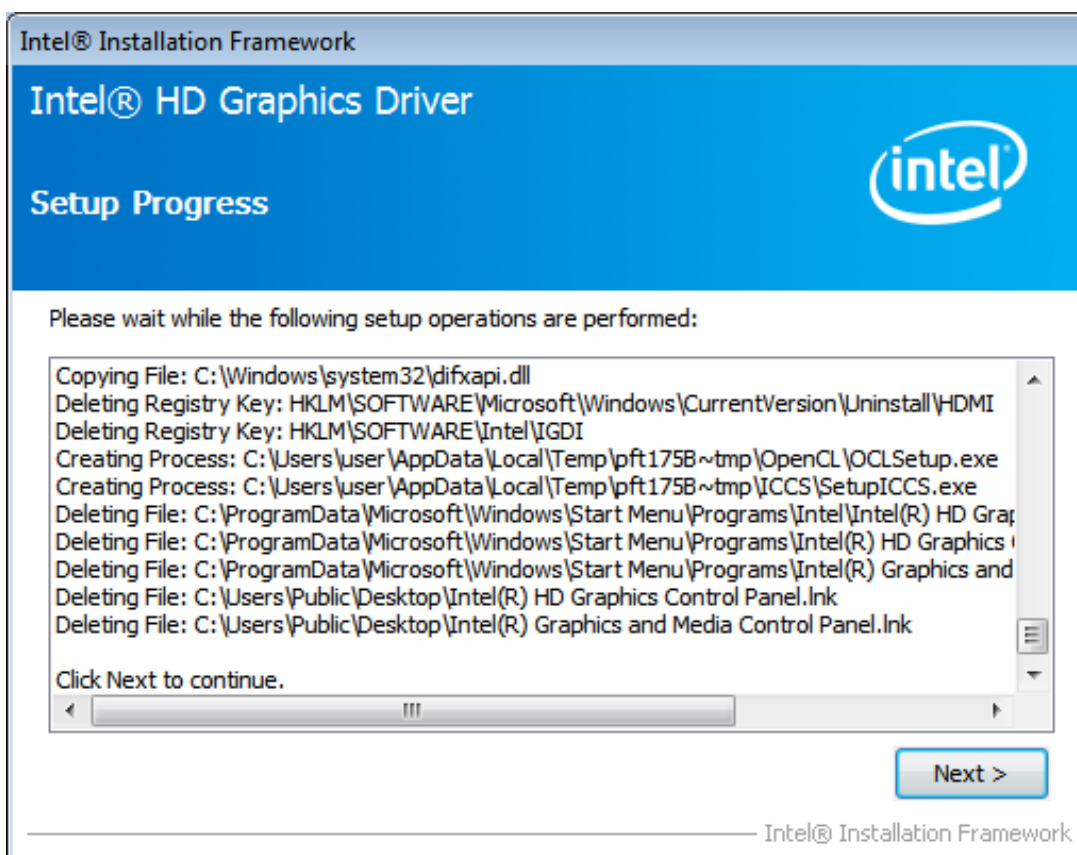 Intel® Installation Framework
Intel® HD Graphics Driver
intel
Setup Progress
Please wait while the following setup operations are performed:
Copying File: C:\Windows\system32\difxapi.dll
Deleting Registry Key: HKLM\SOFTWARE\Microsoft\Windows\CurrentVersion\Uninstall\HDMI
Deleting Registry Key: HKLM\SOFTWARE\Intel\IGDI
Creating Process: C:\Users\user\AppData\Local\Temp\pft175B~tmp\OpenCL\OCLSetup.exe
Creating Process: C:\Users\user\AppData\Local\Temp\pft175B~tmp\ICCS\SetupICCS.exe
Deleting File: C:\ProgramData\Microsoft\Windows\Start Menu\Programs\Intel\Intel(R) HD Grap
Deleting File: C:\ProgramData\Microsoft\Windows\Start Menu\Programs\Intel(R) HD Graphics
Deleting File: C:\ProgramData\Microsoft\Windows\Start Menu\Programs\Intel(R) Graphics and
Deleting File: C:\Users\Public\Desktop\Intel(R) HD Graphics Control Panel.lnk
Deleting File: C:\Users\Public\Desktop\Intel(R) Graphics and Media Control Panel.lnk
Click Next to continue.
Next >
Intel® Installation Framework